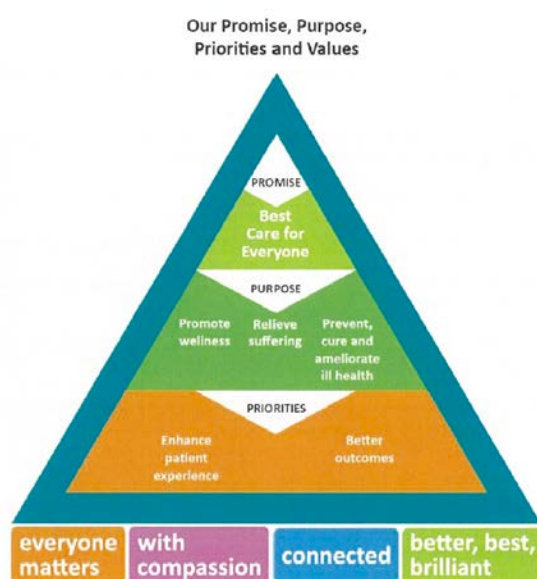 Our Promise, Purpose,
Priorities and Values
PROMISE
Best
Care for
Everyone
PURPOSE
Promote
wellness
Relieve
suffering
Prevent,
cure and
ameliorate
ill health
PRIORITIES
Enhance
patient
experience
Better
outcomes
everyone
matters
with
compassion
connected
better, best,
brilliant